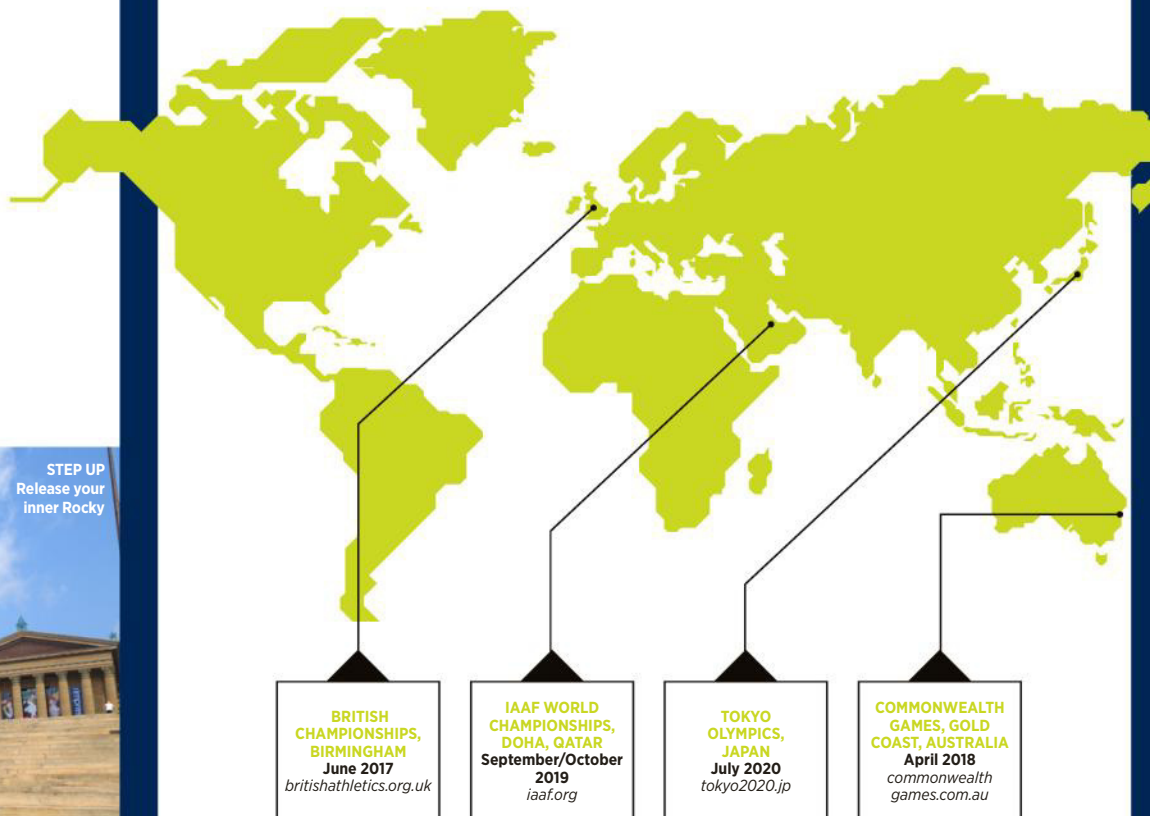 STEP UP
Release your
inner Rocky
BRITISH
CHAMPIONSHIPS,
BIRMINGHAM
June 2017
britishathletics.org.uk
IAAF WORLD
CHAMPIONSHIPS,
DOHA, QATAR
September/October
2019
iaaf.org
TOKYO
OLYMPICS,
JAPAN
July 2020
tokyo2020.jp
COMMONWEALTH
GAMES, GOLD
COAST, AUSTRALIA
April 2018
commonwealth
games.com.au